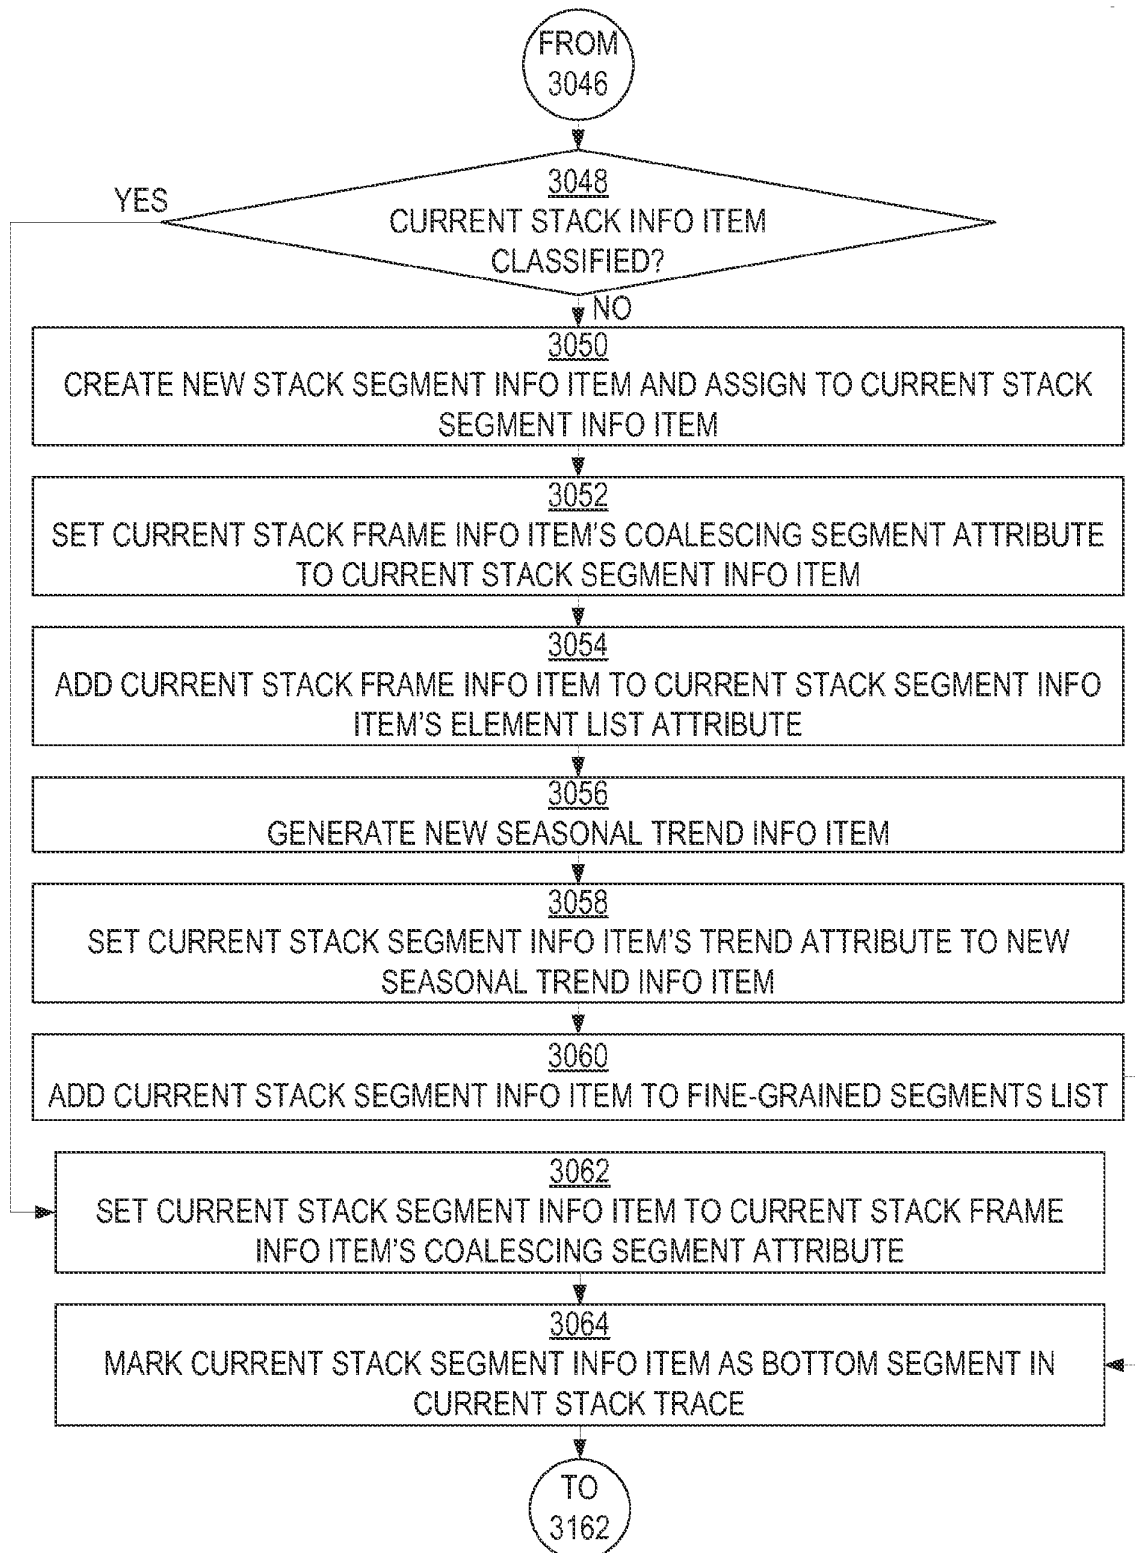 FROM
3046
3048
YES
CURRENT STACK INFO ITEM
CLASSIFIED?
NO
3050
CREATE NEW STACK SEGMENT INFO ITEM AND ASSIGN TO CURRENT STACK
SEGMENT INFO ITEM
3052
SET CURRENT STACK FRAME INFO ITEM'S COALESCING SEGMENT ATTRIBUTE
TO CURRENT STACK SEGMENT INFO ITEM
3054
ADD CURRENT STACK FRAME INFO ITEM TO CURRENT STACK SEGMENT INFO
ITEM'S ELEMENT LIST ATTRIBUTE
3056
GENERATE NEW SEASONAL TREND INFO ITEM
3058
SET CURRENT STACK SEGMENT INFO ITEM'S TREND ATTRIBUTE TO NEW
SEASONAL TREND INFO ITEM
3060
ADD CURRENT STACK SEGMENT INFO ITEM TO FINE-GRAINED SEGMENTS LIST
3062
SET CURRENT STACK SEGMENT INFO ITEM TO CURRENT STACK FRAME
INFO ITEM'S COALESCING SEGMENT ATTRIBUTE
3064
MARK CURRENT STACK SEGMENT INFO ITEM AS BOTTOM SEGMENT IN
CURRENT STACK TRACE
TO
3162